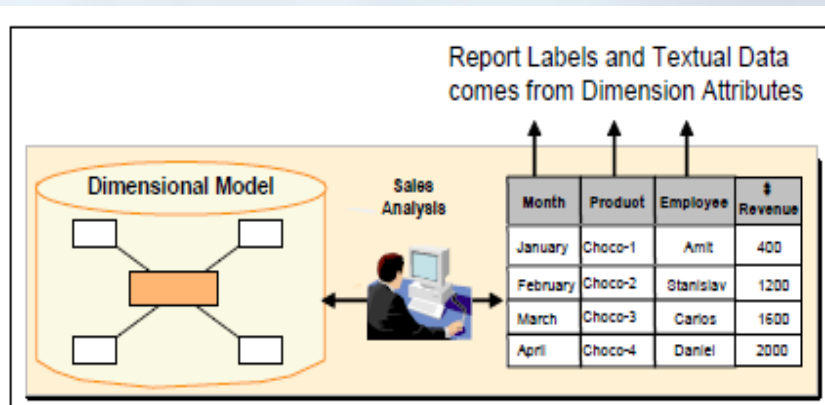 Report Labels and Textual Data
comes from Dimension Attributes
Dimensional Model
Sales
Analysis
Month Product Employee $ Revenue
January Choco-1 Amit 400
February Choco-2 Stanislav 1200
March Choco-3 Carlos 1600
April Choco-4 Daniel 2000